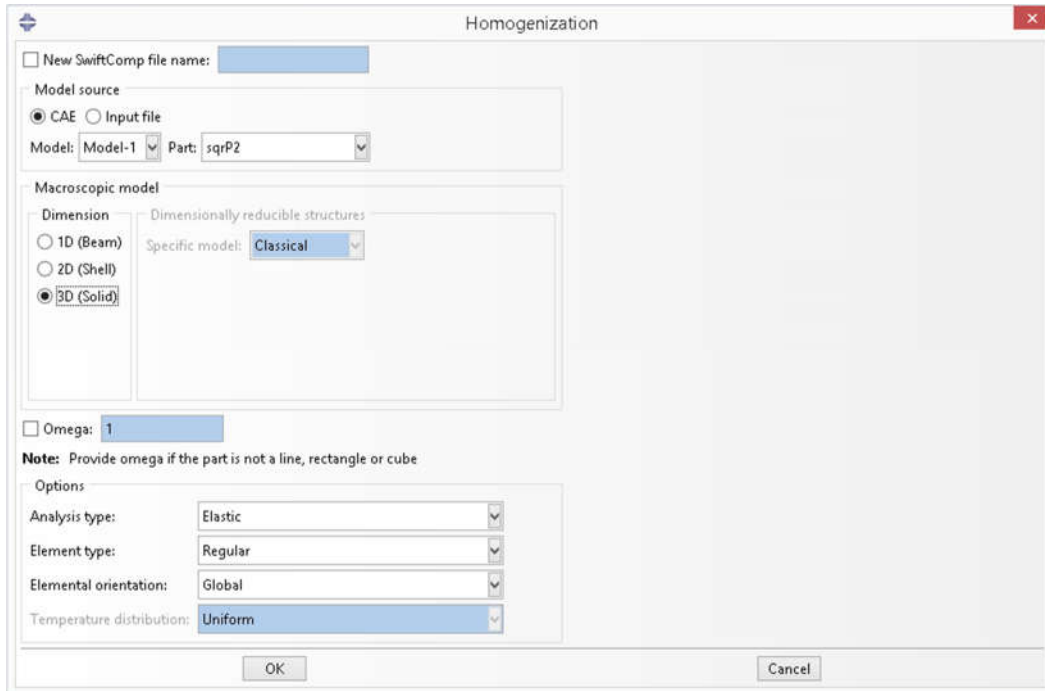 Homogenization
New SwiftComp file name:
Model source
CAE Input file
Model: Model-1 Part: sqrP2
Macroscopic model
Dimension Dimensionally reducible structures
1D (Beam) Specific model: Classical
2D (Shell)
3D (Solid)
Omega: 1
Note: Provide omega if the part is not a line, rectangle or cube
Options
Analysis type: Elastic
Element type: Regular
Elemental orientation: Global
Temperature distribution: Uniform
OK Cancel